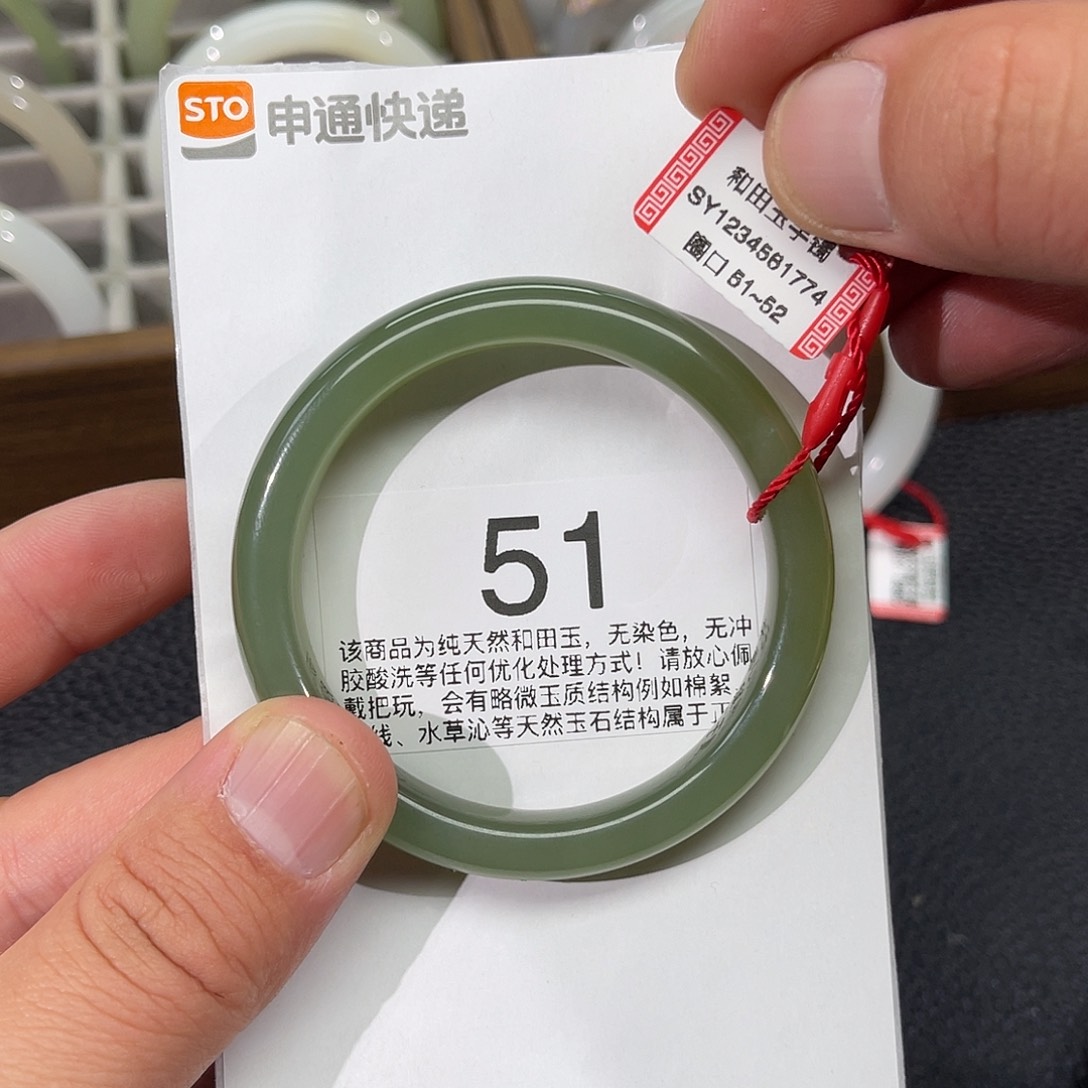 STO 申通快递
和田玉手镯
SY1234561774
圈口 51~52
51
该商品为纯天然和田玉，无染色，无冲
胶酸洗等任何优化处理方式！请放心佩
戴把玩，会有略微玉质结构例如棉絮、
线、水草沁等天然玉石结构属于正